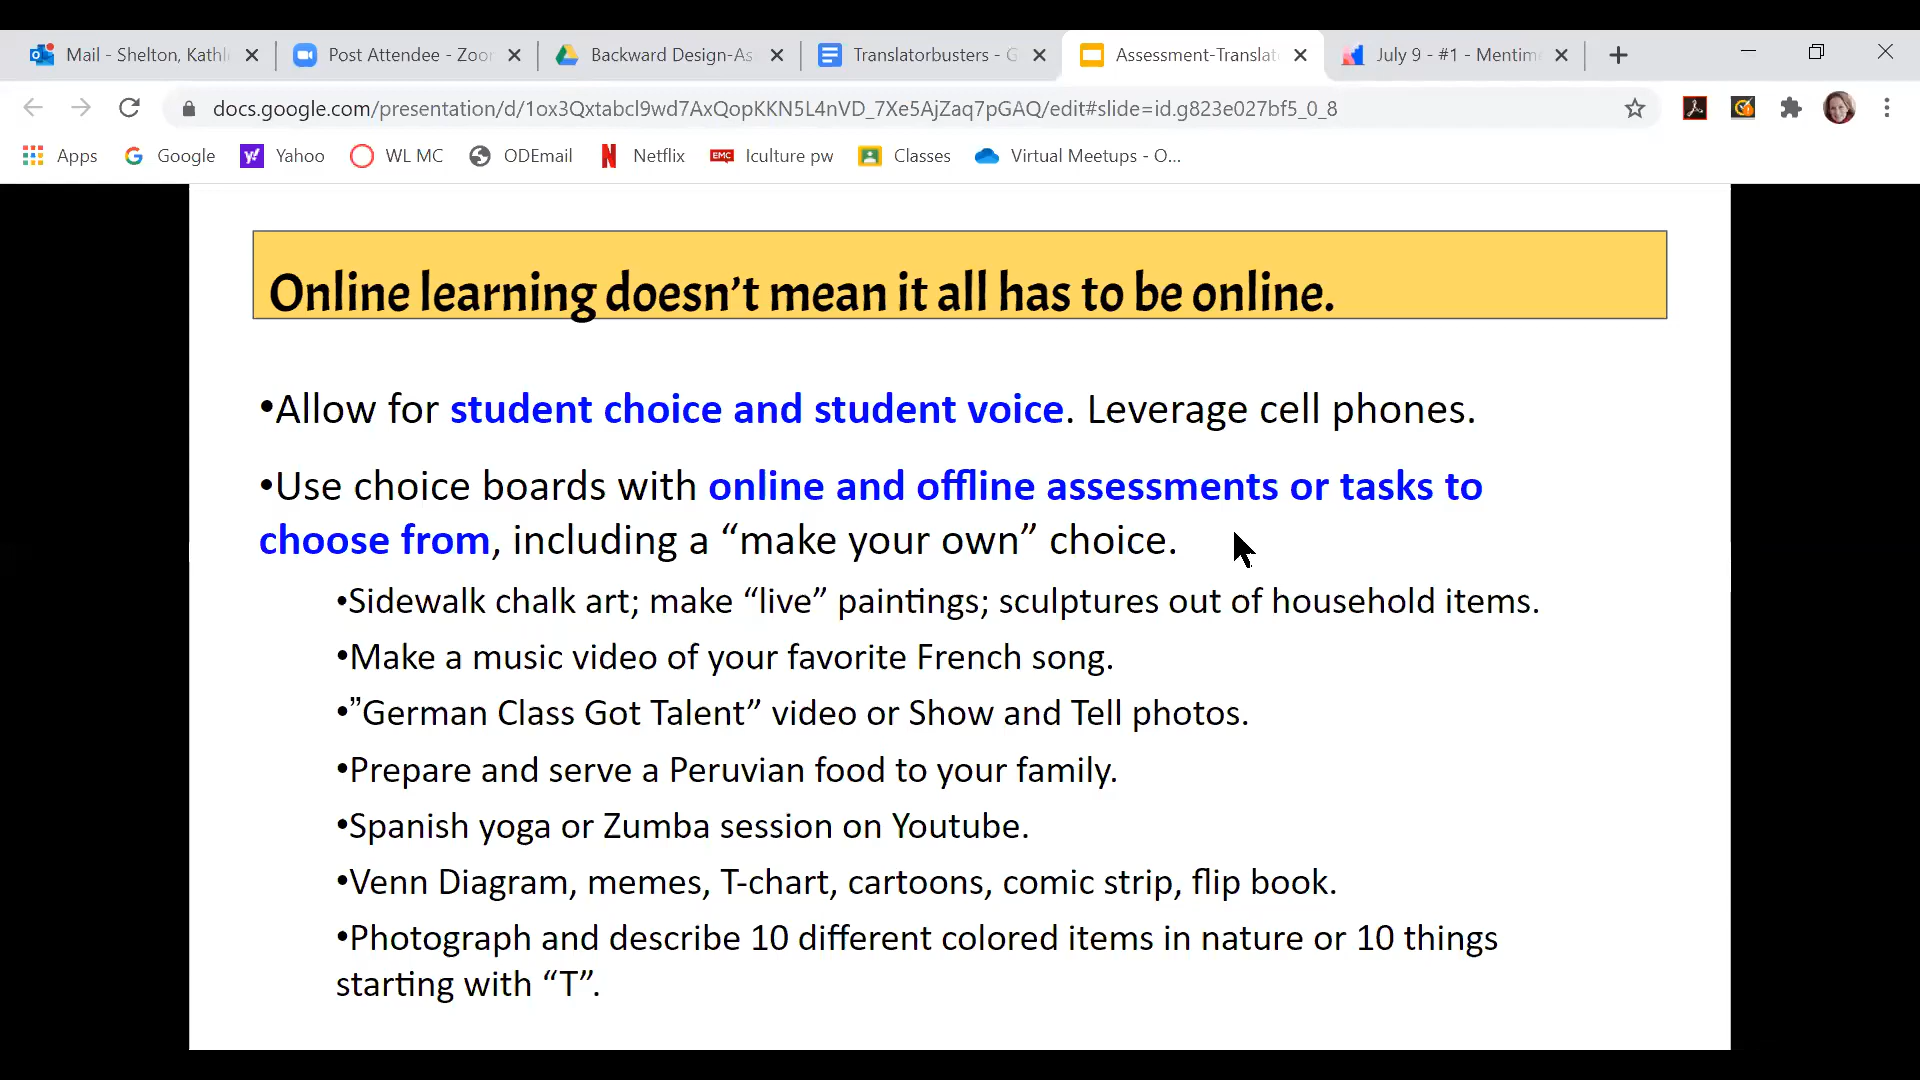 Mail - Shelton, Kathl
Post Attendee - Zoo
Backward Design-As
Translatorbusters - G
Assessment-Translat
July 9 - #1 - Mentim
docs.google.com/presentation/d/1ox3Qxtabcl9wd7AxQopKKN5L4nVD_7Xe5AjZaq7pGAQ/edit#slide=id.g823e027bf5_0_8
Apps
Google
Yahoo
WL MC
ODEmail
Netflix
EMC
Iculture pw
Classes
Virtual Meetups - O...
Online learning doesn’t mean it all has to be online.
•Allow for student choice and student voice. Leverage cell phones.
•Use choice boards with online and offline assessments or tasks to
choose from, including a “make your own” choice.
•Sidewalk chalk art; make “live” paintings; sculptures out of household items.
•Make a music video of your favorite French song.
•”German Class Got Talent” video or Show and Tell photos.
•Prepare and serve a Peruvian food to your family.
•Spanish yoga or Zumba session on Youtube.
•Venn Diagram, memes, T-chart, cartoons, comic strip, flip book.
•Photograph and describe 10 different colored items in nature or 10 things
starting with “T”.